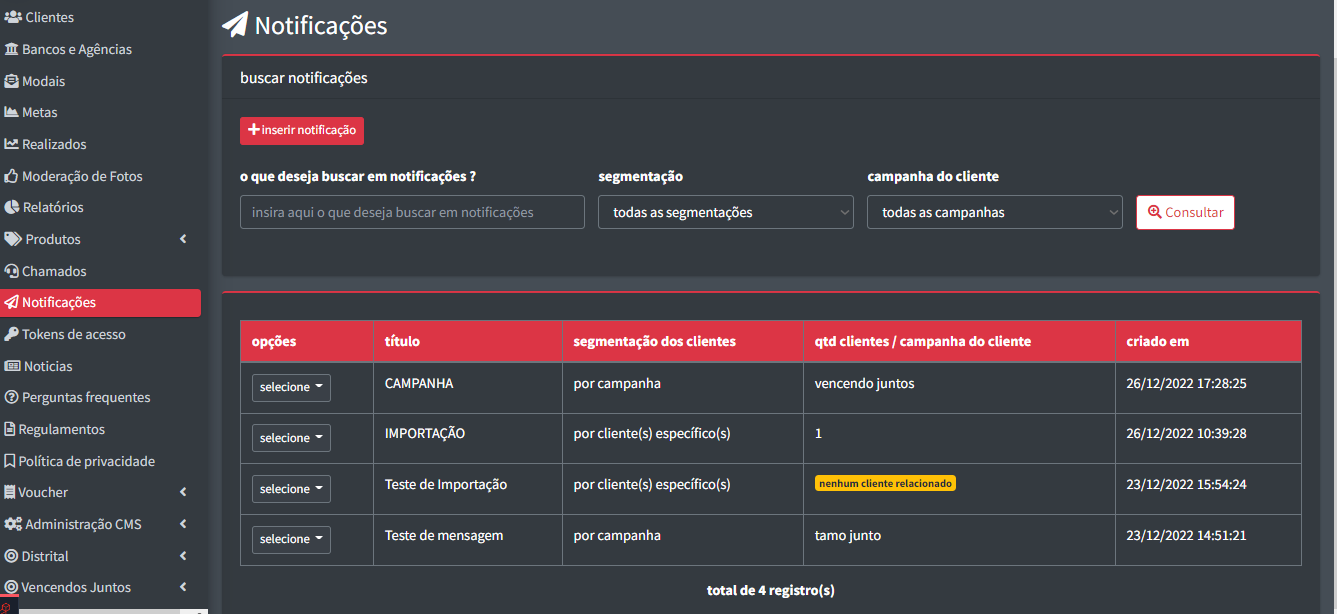 Clientes
Bancos e Agências
Modais
Metas
Realizados
Moderação de Fotos
Relatórios
Produtos
Chamados
Notificações
Tokens de acesso
Noticias
Perguntas frequentes
Regulamentos
Política de privacidade
Voucher
Administração CMS
Distrital
Vencendos Juntos
Notificações
buscar notificações
inserir notificação
o que deseja buscar em notificações ? segmentação campanha do cliente
insira aqui o que deseja buscar em notificações todas as segmentações todas as campanhas Consultar
opções título segmentação dos clientes qtd clientes / campanha do cliente criado em
selecione CAMPANHA por campanha vencendo juntos 26/12/2022 17:28:25
selecione IMPORTAÇÃO por cliente(s) específico(s) 1 26/12/2022 10:39:28
selecione Teste de Importação por cliente(s) específico(s) nenhum cliente relacionado 23/12/2022 15:54:24
selecione Teste de mensagem por campanha tamo junto 23/12/2022 14:51:21
total de 4 registro(s)